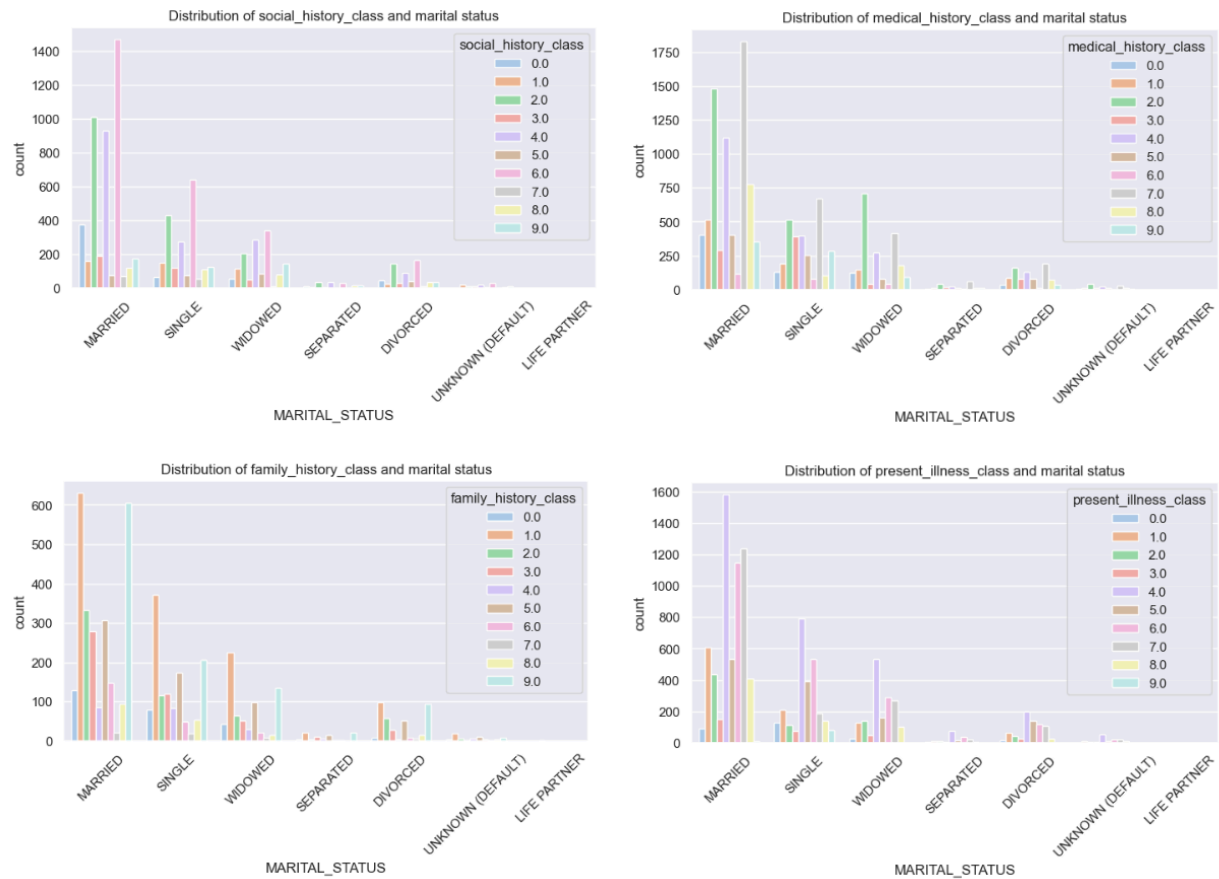 Distribution of social_history_class and marital status
count
1400
1200
1000
800
600
400
200
0
social_history_class
0.0
1.0
2.0
3.0
4.0
5.0
6.0
7.0
8.0
9.0
MARRIED
SINGLE
WIDOWED
SEPARATED
DIVORCED
UNKNOWN (DEFAULT)
LIFE PARTNER
MARITAL_STATUS
Distribution of medical_history_class and marital status
count
1750
1500
1250
1000
750
500
250
0
medical_history_class
0.0
1.0
2.0
3.0
4.0
5.0
6.0
7.0
8.0
9.0
MARRIED
SINGLE
WIDOWED
SEPARATED
DIVORCED
UNKNOWN (DEFAULT)
LIFE PARTNER
MARITAL_STATUS
Distribution of family_history_class and marital status
count
600
500
400
300
200
100
0
family_history_class
0.0
1.0
2.0
3.0
4.0
5.0
6.0
7.0
8.0
9.0
MARRIED
SINGLE
WIDOWED
SEPARATED
DIVORCED
UNKNOWN (DEFAULT)
LIFE PARTNER
MARITAL_STATUS
Distribution of present_illness_class and marital status
count
1600
1400
1200
1000
800
600
400
200
0
present_illness_class
0.0
1.0
2.0
3.0
4.0
5.0
6.0
7.0
8.0
9.0
MARRIED
SINGLE
WIDOWED
SEPARATED
DIVORCED
UNKNOWN (DEFAULT)
LIFE PARTNER
MARITAL_STATUS